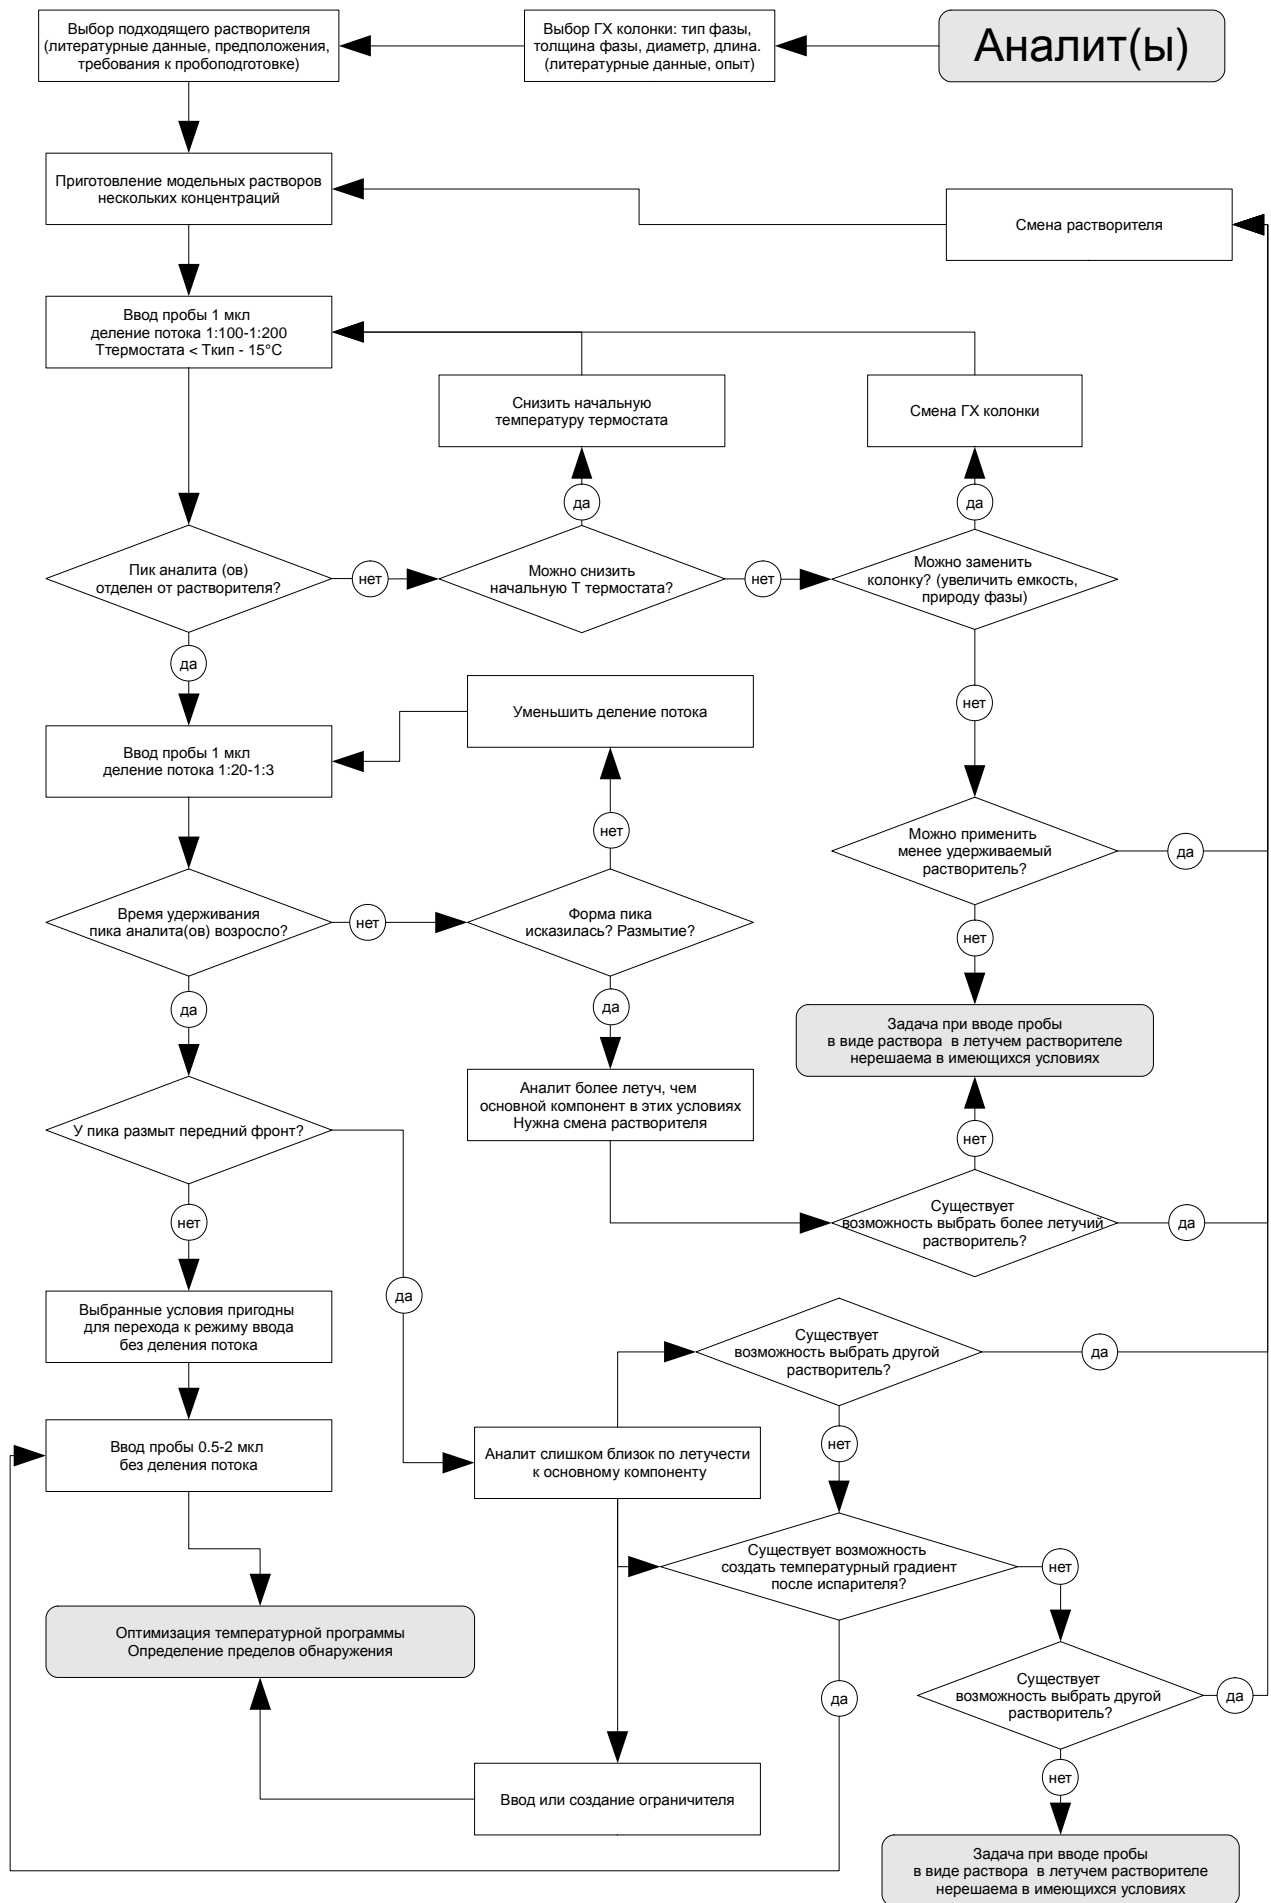 Выбор подходящего растворителя
(литературные данные, предположения,
требования к пробоподготовке)
Выбор ГХ колонки: тип фазы,
толщина фазы, диаметр, длина.
(литературные данные, опыт)
Аналит(ы)
Приготовление модельных растворов
нескольких концентраций
Смена растворителя
Ввод пробы 1 мкл
деление потока 1:100-1:200
Tтермостата < Ткип - 15°C
Снизить начальную
температуру термостата
Смена ГХ колонки
да
да
Пик аналита (ов)
отделен от растворителя?
нет
Можно снизить
начальную Т термостата?
нет
Можно заменить
колонку? (увеличить емкость,
природу фазы)
да
нет
Уменьшить деление потока
Ввод пробы 1 мкл
деление потока 1:20-1:3
нет
Можно применить
менее удерживаемый
растворитель?
да
Время удерживания
пика аналита(ов) возросло?
нет
Форма пика
исказилась? Размытие?
нет
да
да
Задача при вводе пробы
в виде раствора в летучем растворителе
нерешаема в имеющихся условиях
У пика размыт передний фронт?
Аналит более летуч, чем
основной компонент в этих условиях
Нужна смена растворителя
нет
нет
Существует
возможность выбрать более летучий
растворитель?
да
да
Выбранные условия пригодны
для перехода к режиму ввода
без деления потока
Существует
возможность выбрать другой
растворитель?
да
Ввод пробы 0.5-2 мкл
без деления потока
Аналит слишком близок по летучести
к основному компоненту
нет
Существует возможность
создать температурный градиент
после испарителя?
нет
Оптимизация температурной программы
Определение пределов обнаружения
да
Существует
возможность выбрать другой
растворитель?
да
нет
Ввод или создание ограничителя
Задача при вводе пробы
в виде раствора в летучем растворителе
нерешаема в имеющихся условиях